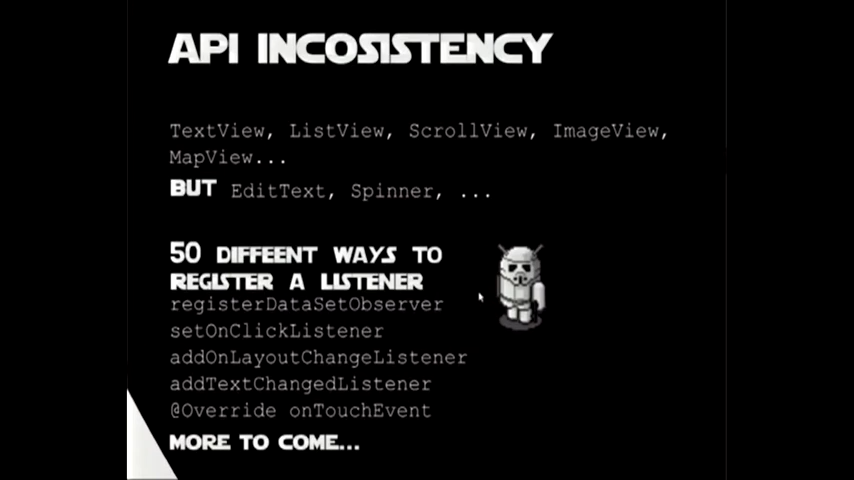 API INCOSISTENCY
TextView, ListView, ScrollView, ImageView,
MapView...
BUT EditText, Spinner, ...
50 DIFFEENT WAYS TO
REGISTER A LISTENER
registerDataSetObserver
setOnClickListener
addOnLayoutChangeListener
addTextChangedListener
@Override onTouchEvent
MORE TO COME...